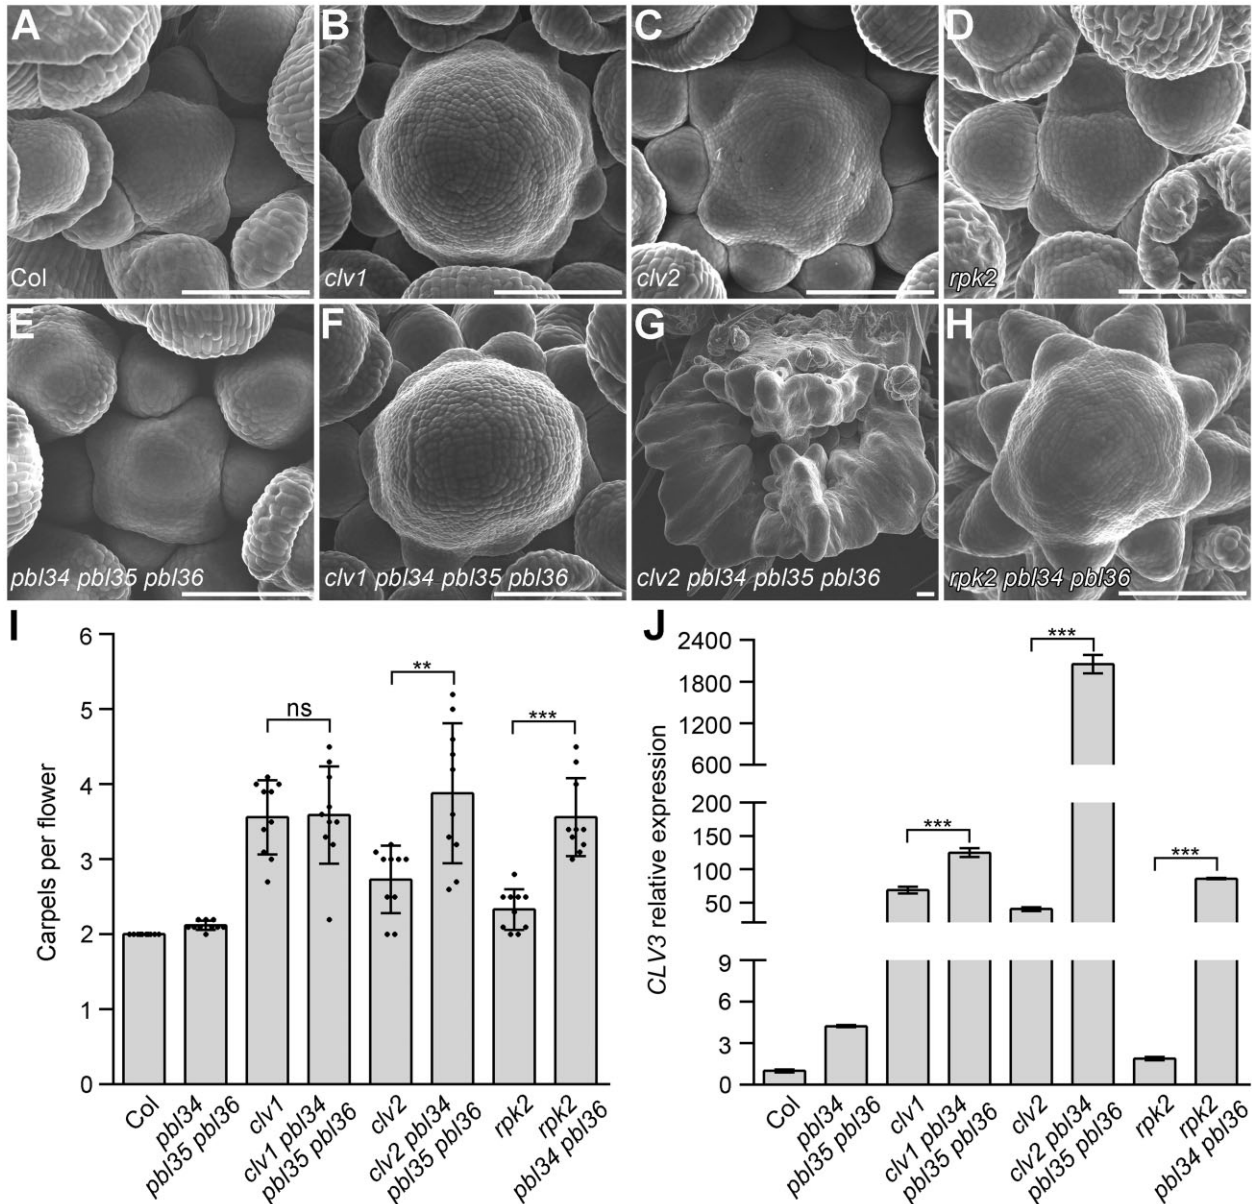 A
B
C
D
Col
clv1
clv2
rpk2
E
F
G
H
pbl34 pbl35 pbl36
clv1 pbl34 pbl35 pbl36
clv2 pbl34 pbl35 pbl36
rpk2 pbl34 pbl36
I
Carpels per flower
6
5
4
3
2
1
0
ns
**
***
Col
pbl34
pbl35 pbl36
clv1
clv1 pbl34
pbl35 pbl36
clv2
clv2 pbl34
pbl35 pbl36
rpk2
rpk2
pbl34 pbl36
J
CLV3 relative expression
2400
1800
1200
600
200
150
100
50
9
6
3
0
***
***
***
Col
pbl34
pbl35 pbl36
clv1
clv1 pbl34
pbl35 pbl36
clv2
clv2 pbl34
pbl35 pbl36
rpk2
rpk2
pbl34 pbl36